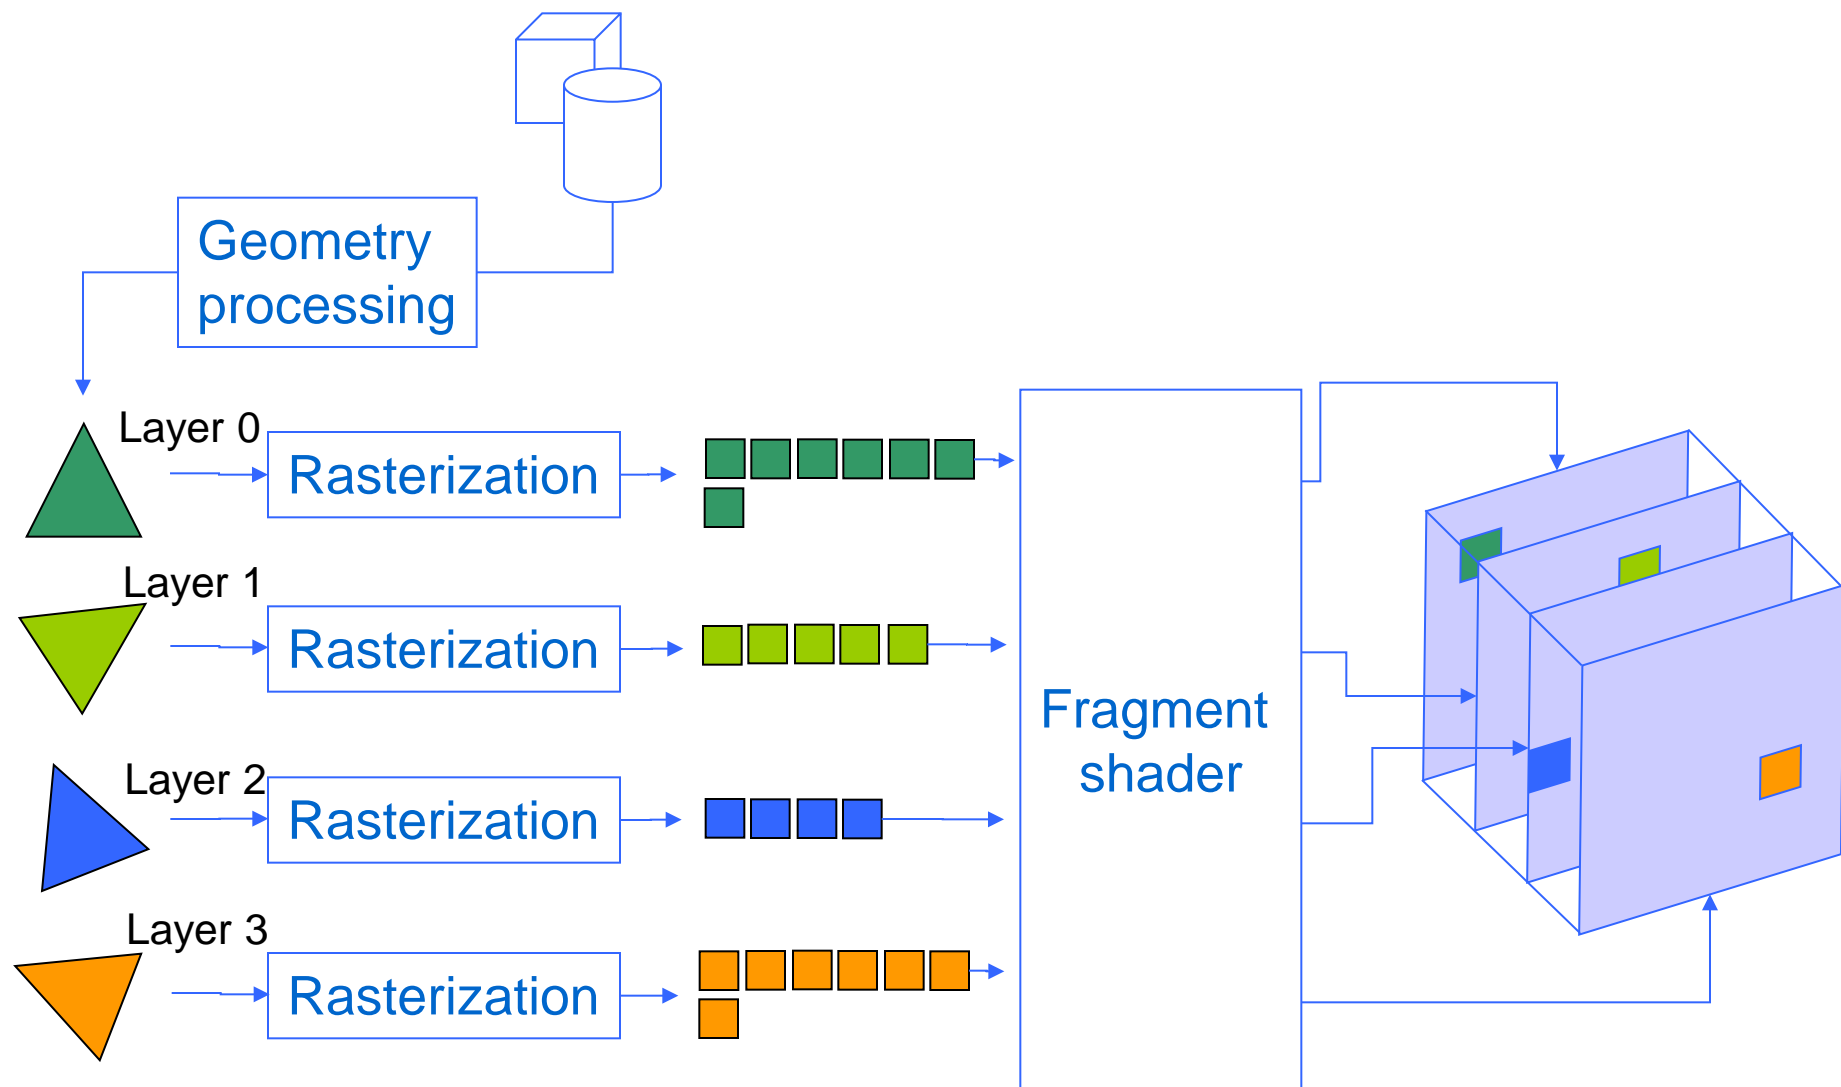 Geometry
processing
Layer 0
Rasterization
Layer 1
Rasterization
Fragment
shader
Layer 2
Rasterization
Layer 3
Rasterization